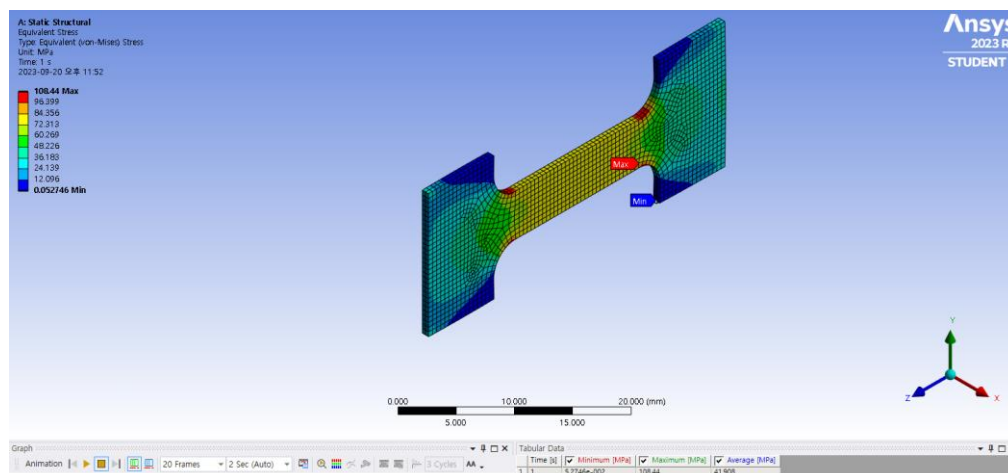 A: Static Structural
Equivalent Stress
Type: Equivalent (von-Mises) Stress
Unit: MPa
Time: 1 s
2023-09-20 오후 11:52
108.44 Max
96.399
84.356
72.313
60.269
48.226
36.183
24.139
12.096
0.052746 Min
Ansys
2023 R
STUDENT
Max
Min
0.000 10.000 20.000 (mm)
5.000 15.000
Y
Z X
Graph
Animation 20 Frames 2 Sec (Auto) 3 Cycles AA
Tabular Data
Time [s] Minimum [MPa] Maximum [MPa] Average [MPa]
1 1. 5.2746e-002 108.44 41.908